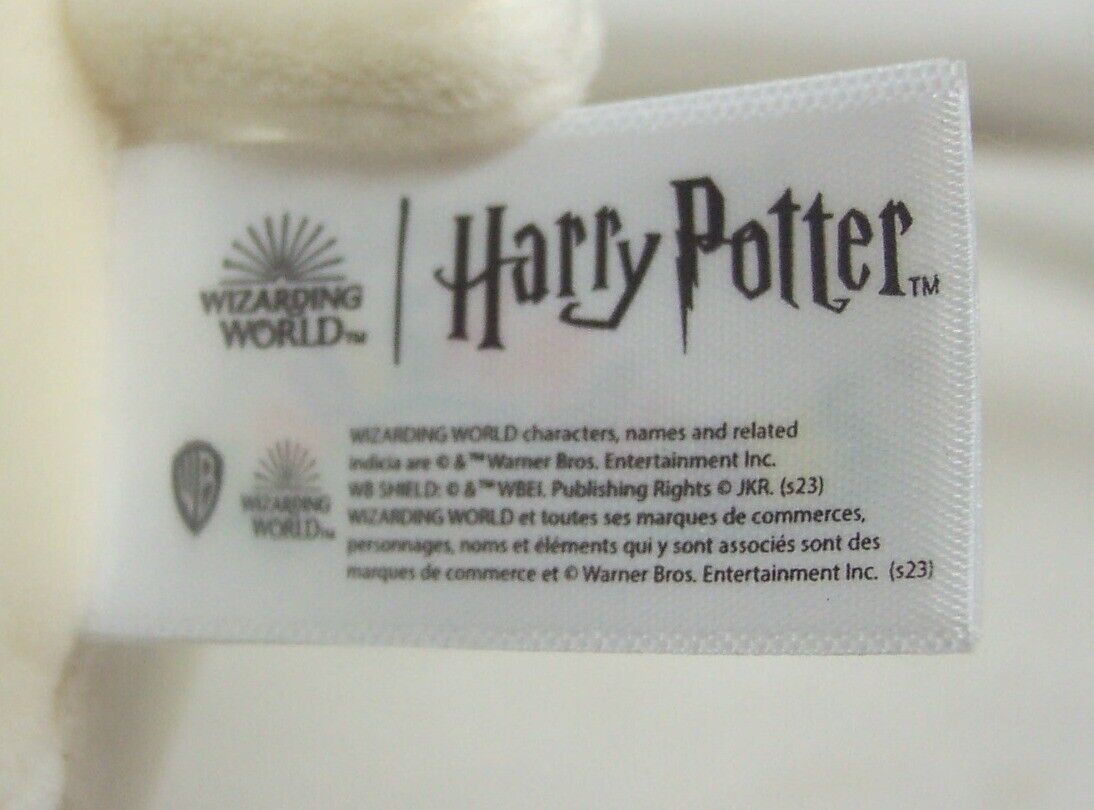 WIZARDING
WORLD™
Harry Potter™
WIZARDING WORLD characters, names and related
indicia are © & ™ Warner Bros. Entertainment Inc.
WB SHIELD: © & ™ WBEI. Publishing Rights © JKR. (s23)
WIZARDING WORLD et toutes ses marques de commerces,
personnages, noms et éléments qui y sont associés sont des
marques de commerce et © Warner Bros. Entertainment Inc. (s23)
WB
WIZARDING
WORLD™